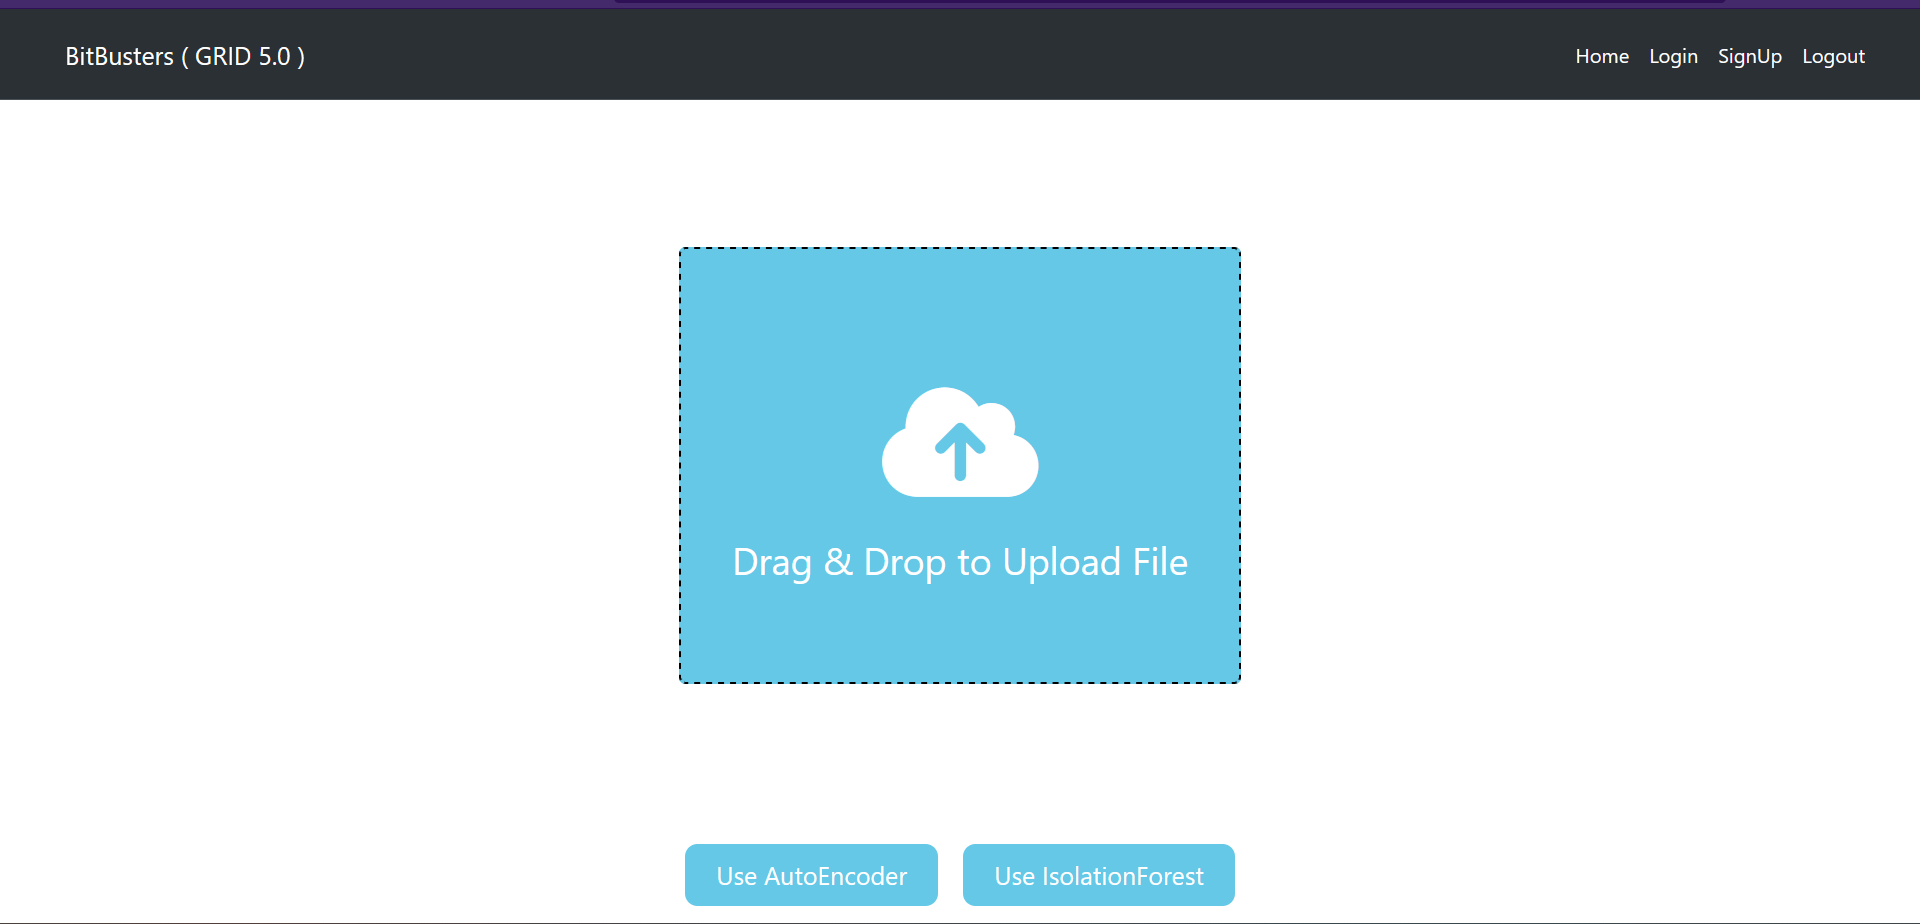 BitBusters ( GRID 5.0 )
Home Login SignUp Logout
Drag & Drop to Upload File
Use AutoEncoder
Use IsolationForest